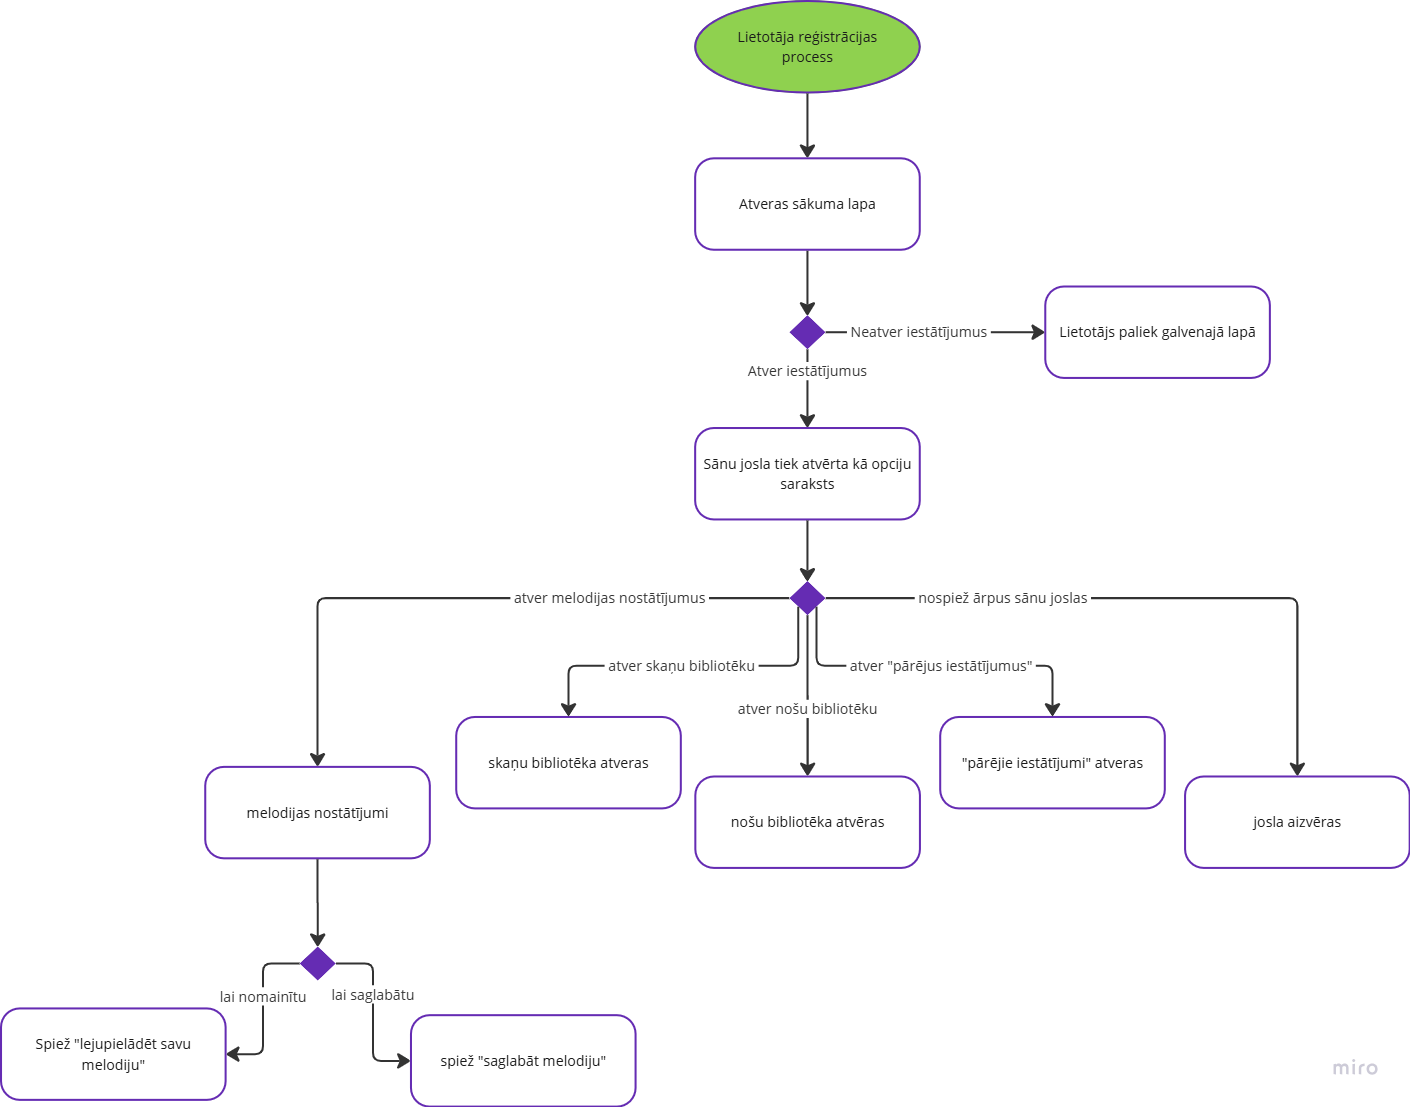 Lietotāja reģistrācijas
process
Atveras sākuma lapa
Neatver iestātījumus
Lietotājs paliek galvenajā lapā
Atver iestātījumus
Sānu josla tiek atvērta kā opciju
saraksts
atver melodijas nostātījumus
nospiež ārpus sānu joslas
atver skaņu bibliotēku
atver "pārējus iestātījumus"
atver nošu bibliotēku
skaņu bibliotēka atveras
"pārējie iestātījumi" atveras
melodijas nostātījumi
nošu bibliotēka atvēras
josla aizvēras
lai nomainītu
lai saglabātu
Spiež "lejupielādēt savu
melodiju"
spiež "saglabāt melodiju"
miro